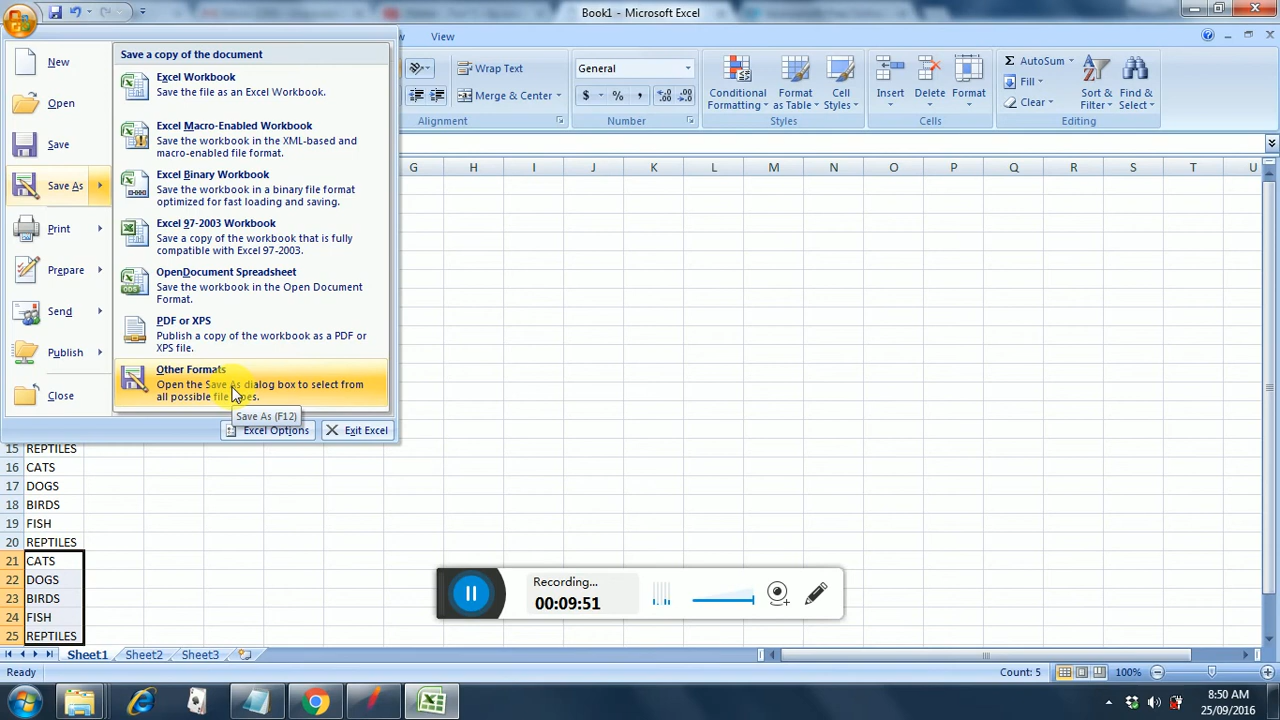 Book1 - Microsoft Excel
View
New
Open
Save
Save As
Print
Prepare
Send
Publish
Close
Save a copy of the document
Excel Workbook
Save the file as an Excel Workbook.
Excel Macro-Enabled Workbook
Save the workbook in the XML-based and
macro-enabled file format.
Excel Binary Workbook
Save the workbook in a binary file format
optimized for fast loading and saving.
Excel 97-2003 Workbook
Save a copy of the workbook that is fully
compatible with Excel 97-2003.
OpenDocument Spreadsheet
Save the workbook in the Open Document
Format.
PDF or XPS
Publish a copy of the workbook as a PDF or
XPS file.
Other Formats
Open the Save As dialog box to select from
all possible file types.
Save As (F12)
Excel Options
Exit Excel
Wrap Text
Merge & Center
Alignment
General
$ % ,
Number
Conditional
Formatting
Format
as Table
Cell
Styles
Styles
Insert
Delete
Format
Cells
Σ AutoSum
Fill
Clear
Sort &
Filter
Find &
Select
Editing
G H I J K L M N O P Q R S T U
15 REPTILES
16 CATS
17 DOGS
18 BIRDS
19 FISH
20 REPTILES
21 CATS
22 DOGS
23 BIRDS
24 FISH
25 REPTILES
Recording...
00:09:51
Sheet1 Sheet2 Sheet3
Ready
Count: 5
100%
8:50 AM
25/09/2016